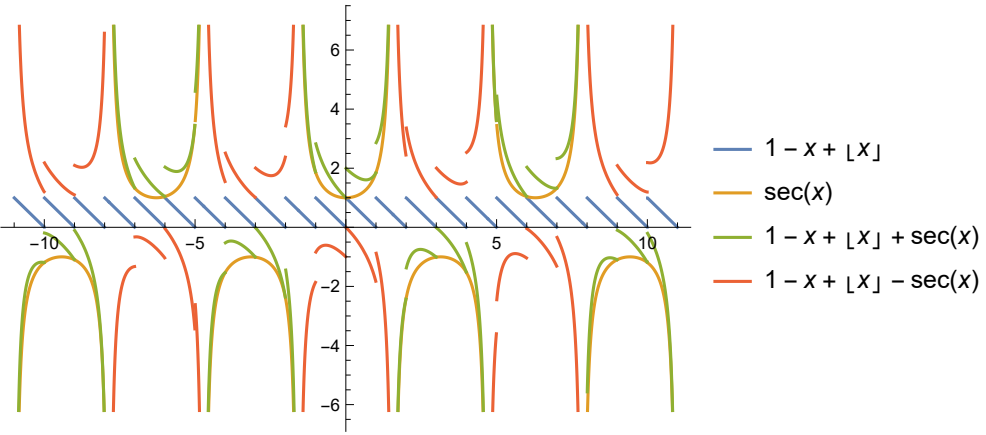 6
4
2
-10
-5
5
10
-2
-4
-6
1 − x + ⌊x⌋
sec(x)
1 − x + ⌊x⌋ + sec(x)
1 − x + ⌊x⌋ − sec(x)